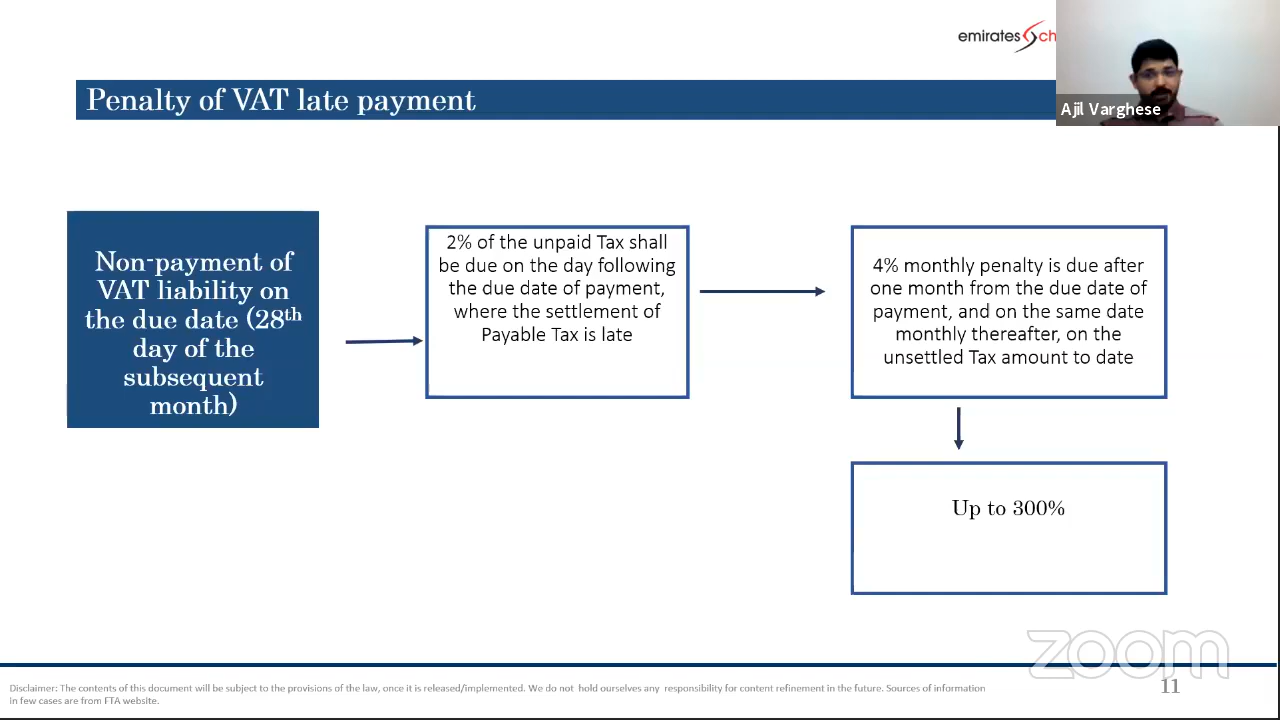 emirates ch
Ajil Varghese
Penalty of VAT late payment
Non-payment of
VAT liability on
the due date (28th
day of the
subsequent
month)
2% of the unpaid Tax shall
be due on the day following
the due date of payment,
where the settlement of
Payable Tax is late
4% monthly penalty is due after
one month from the due date of
payment, and on the same date
monthly thereafter, on the
unsettled Tax amount to date
Up to 300%
zoom
Disclaimer: The contents of this document will be subject to the provisions of the law, once it is released/implemented. We do not hold ourselves any responsibility for content refinement in the future. Sources of information
in few cases are from FTA website.
11